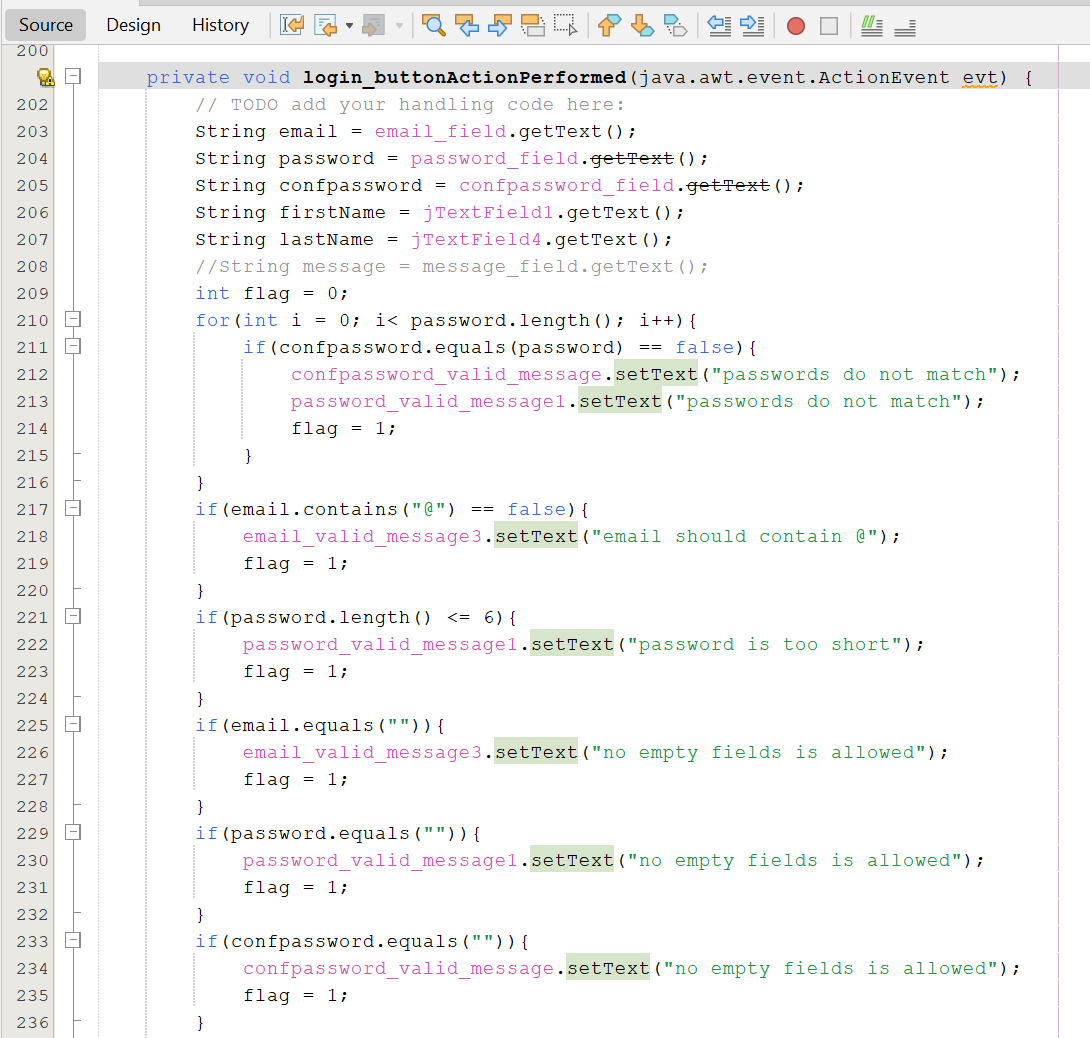 Source Design History
200
private void login_buttonActionPerformed(java.awt.event.ActionEvent evt) {
202 // TODO add your handling code here:
203 String email = email_field.getText();
204 String password = password_field.getText();
205 String confpassword = confpassword_field.getText();
206 String firstName = jTextField1.getText();
207 String lastName = jTextField4.getText();
208 //String message = message_field.getText();
209 int flag = 0;
210 for(int i = 0; i< password.length(); i++){
211 if(confpassword.equals(password) == false){
212 confpassword_valid_message.setText("passwords do not match");
213 password_valid_message1.setText("passwords do not match");
214 flag = 1;
215 }
216 }
217 if(email.contains("@") == false){
218 email_valid_message3.setText("email should contain @");
219 flag = 1;
220 }
221 if(password.length() <= 6){
222 password_valid_message1.setText("password is too short");
223 flag = 1;
224 }
225 if(email.equals("")){
226 email_valid_message3.setText("no empty fields is allowed");
227 flag = 1;
228 }
229 if(password.equals("")){
230 password_valid_message1.setText("no empty fields is allowed");
231 flag = 1;
232 }
233 if(confpassword.equals("")){
234 confpassword_valid_message.setText("no empty fields is allowed");
235 flag = 1;
236 }